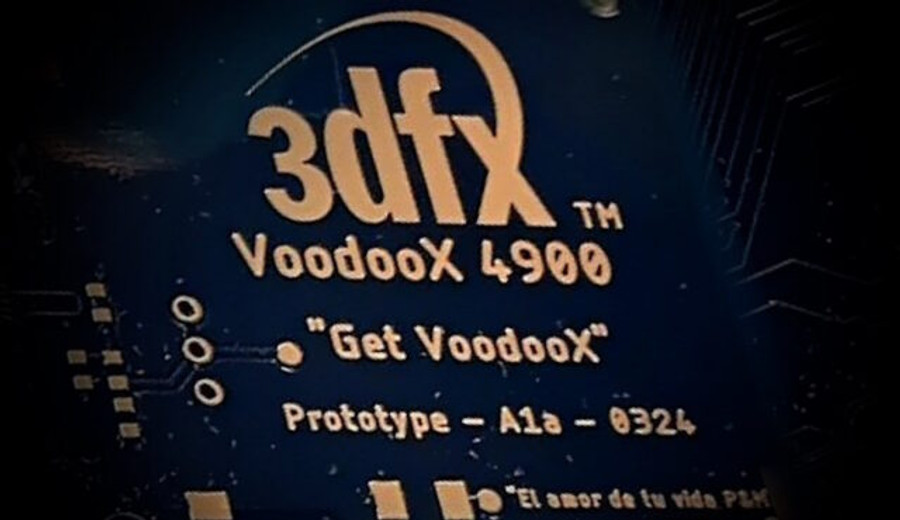 3dfx TM
VoodooX 4900
"Get VoodooX"
Prototype - A1a - 0324
"El amor de tu vida P&M